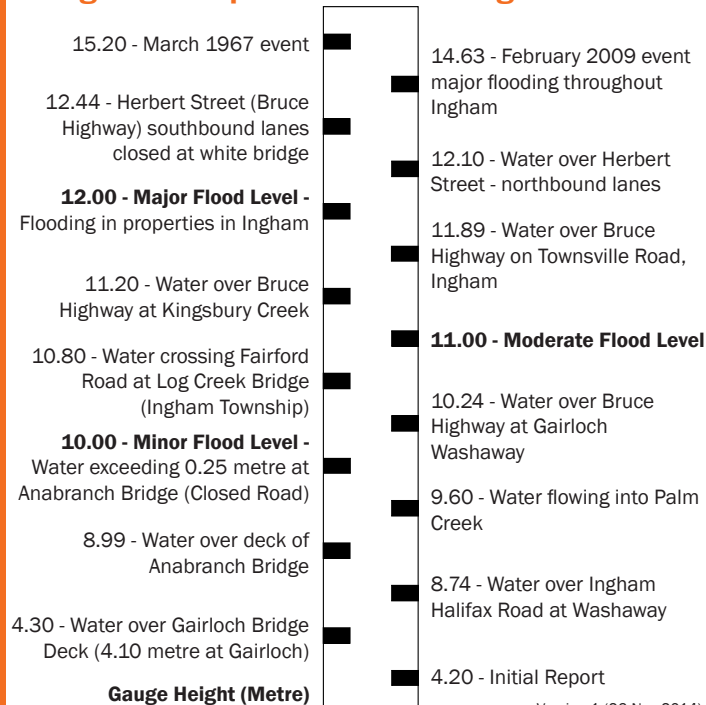 15.20 - March 1967 event
14.63 - February 2009 event
major flooding throughout
Ingham
12.44 - Herbert Street (Bruce
Highway) southbound lanes
closed at white bridge
12.10 - Water over Herbert
Street - northbound lanes
12.00 - Major Flood Level -
Flooding in properties in Ingham
11.89 - Water over Bruce
Highway on Townsville Road,
Ingham
11.20 - Water over Bruce
Highway at Kingsbury Creek
11.00 - Moderate Flood Level
10.80 - Water crossing Fairford
Road at Log Creek Bridge
(Ingham Township)
10.24 - Water over Bruce
Highway at Gairloch
Washaway
10.00 - Minor Flood Level -
Water exceeding 0.25 metre at
Anabranch Bridge (Closed Road)
9.60 - Water flowing into Palm
Creek
8.99 - Water over deck of
Anabranch Bridge
8.74 - Water over Ingham
Halifax Road at Washaway
4.30 - Water over Gairloch Bridge
Deck (4.10 metre at Gairloch)
4.20 - Initial Report
Gauge Height (Metre)